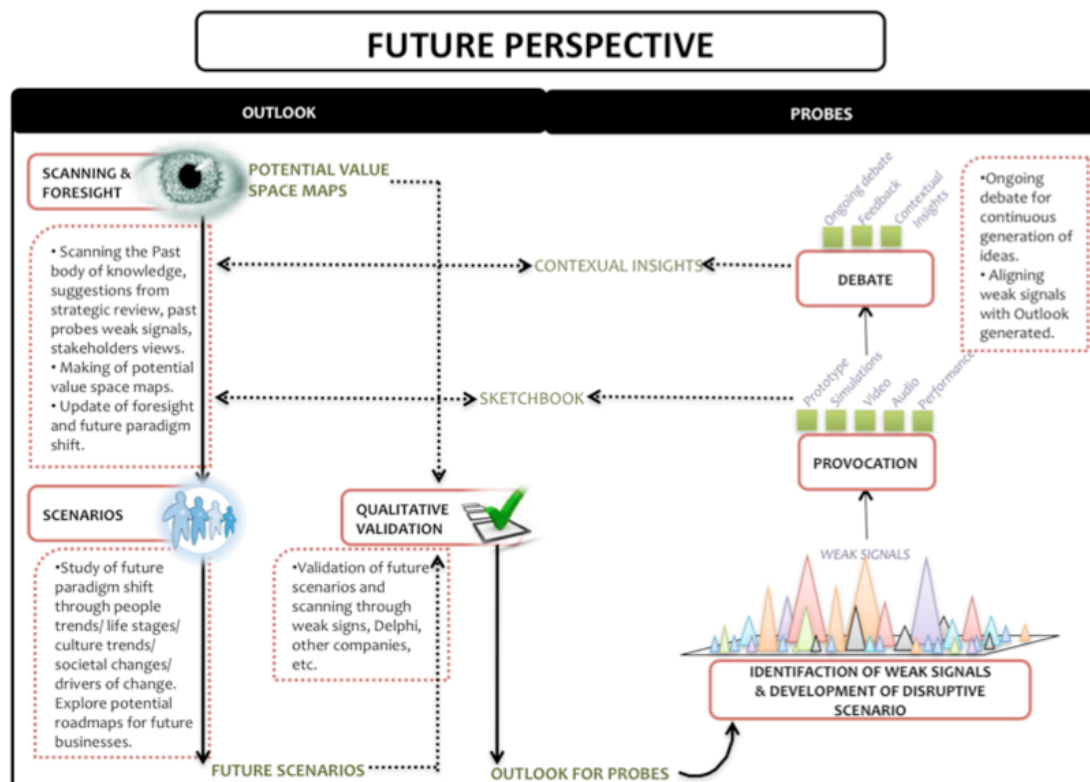 FUTURE PERSPECTIVE
OUTLOOK
PROBES
SCANNING &
FORESIGHT
POTENTIAL VALUE
SPACE MAPS
• Scanning the Past
body of knowledge,
suggestions from
strategic review, past
probes weak signals,
stakeholders views.
• Making of potential
value space maps.
• Update of foresight
and future paradigm
shift.
CONTEXUAL INSIGHTS
SKETCHBOOK
Ongoing debate
Feedback
Contextual
Insights
DEBATE
•Ongoing
debate for
continuous
generation of
ideas.
• Aligning
weak signals
with Outlook
generated.
Prototype
Simulations
Video
Audio
Performance
PROVOCATION
SCENARIOS
•Study of future
paradigm shift
through people
trends/ life stages/
culture trends/
societal changes/
drivers of change.
Explore potential
roadmaps for future
businesses.
QUALITATIVE
VALIDATION
•Validation of future
scenarios and
scanning through
weak signs, Delphi,
other companies,
etc.
WEAK SIGNALS
IDENTIFACTION OF WEAK SIGNALS
& DEVELOPMENT OF DISRUPTIVE
SCENARIO
FUTURE SCENARIOS
OUTLOOK FOR PROBES